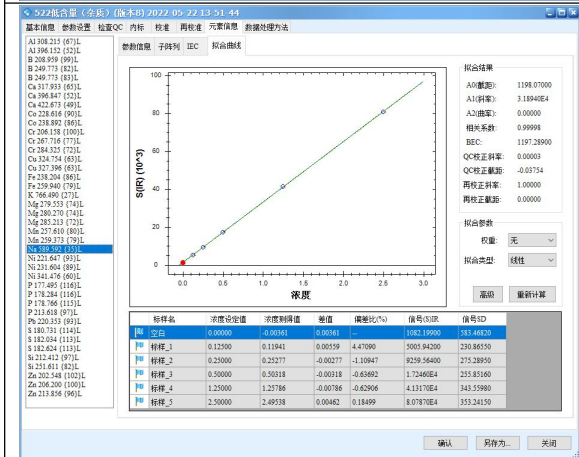 522低含量（全质）(版本8) 2022-05-22 13-51-44
基本信息 参数设置 检查QC 内标 校准 再校准 元素信息 数据处理方法
参数信息 子阵列 IEC 拟合曲线
Al 308.215 {67}L
Al 396.152 {52}L
B 208.959 {99}L
B 249.773 {82}L
B 249.773 {83}L
Ca 317.933 {65}L
Ca 396.847 {52}L
Ca 422.673 {49}L
Co 228.616 {90}L
Co 238.892 {86}L
Cr 206.158 {100}L
Cr 267.716 {77}L
Cr 284.325 {72}L
Cu 324.754 {63}L
Cu 327.396 {63}L
Fe 238.204 {86}L
Fe 259.940 {79}L
K 766.490 {27}L
Mg 279.553 {74}L
Mg 280.270 {74}L
Mg 285.213 {72}L
Mn 257.610 {80}L
Mn 259.373 {79}L
Na 589.592 {35}L
Ni 221.647 {93}L
Ni 231.604 {89}L
Ni 341.476 {60}L
P 177.495 {116}L
P 178.284 {116}L
P 178.766 {115}L
P 213.618 {97}L
Pb 220.353 {93}L
S 180.731 {114}L
S 182.034 {113}L
S 182.624 {113}L
Si 212.412 {97}L
Si 251.611 {82}L
Zn 202.548 {102}L
Zn 206.200 {100}L
Zn 213.856 {96}L
S(IR) (10^3)
100
80
60
40
20
0
0.0 0.5 1.0 1.5 2.0 2.5 3.0
浓度
拟合结果
A0(截距): 1198.07000
A1(斜率): 3.18940E4
A2(曲率): 0.00000
相关系数: 0.99998
BEC: 1197.28900
QC校正斜率: 0.00003
QC校正截距: -0.03754
再校正斜率: 1.00000
再校正截距: 0.00000
拟合参数
权重: 无
拟合类型: 线性
高级 重新计算
标样名 浓度设定值 浓度测得值 差值 偏差比(%) 信号(S)IR 信号SD
空白 0.00000 -0.00361 0.00361 -- 1082.19900 583.46820
标样_1 0.12500 0.11941 0.00559 4.47090 5005.94200 230.86550
标样_2 0.25000 0.25277 -0.00277 -1.10947 9259.56400 275.28950
标样_3 0.50000 0.50318 -0.00318 -0.63692 1.72460E4 255.85160
标样_4 1.25000 1.25786 -0.00786 -0.62906 4.13170E4 343.55980
标样_5 2.50000 2.49538 0.00462 0.18499 8.07870E4 353.24150
确认 另存为... 关闭